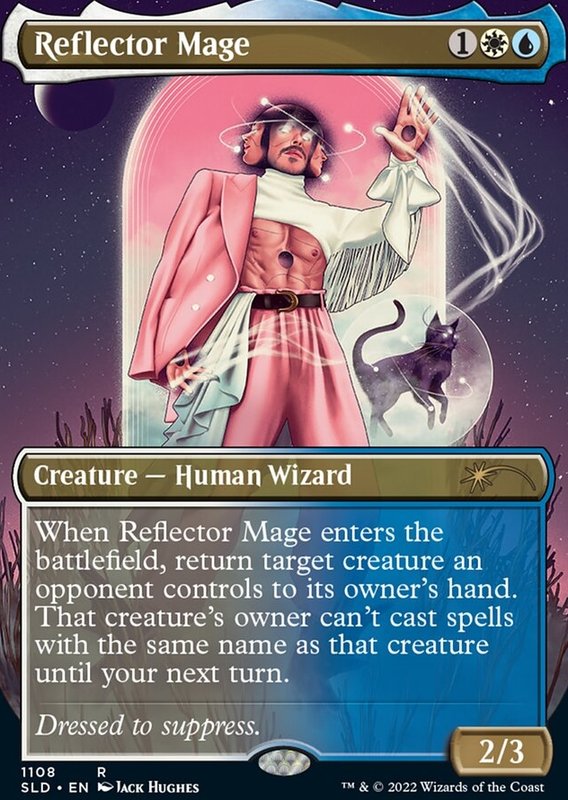 Reflector Mage 1
Creature — Human Wizard
When Reflector Mage enters the
battlefield, return target creature an
opponent controls to its owner's hand.
That creature's owner can't cast spells
with the same name as that creature
until your next turn.
Dressed to suppress.
2/3
1108 R
SLD • EN Jack Hughes
™ & © 2022 Wizards of the Coast